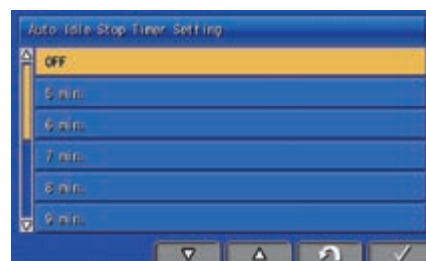 Auto Idle Stop Timer Setting
OFF
5 min.
6 min.
7 min.
8 min.
9 min.